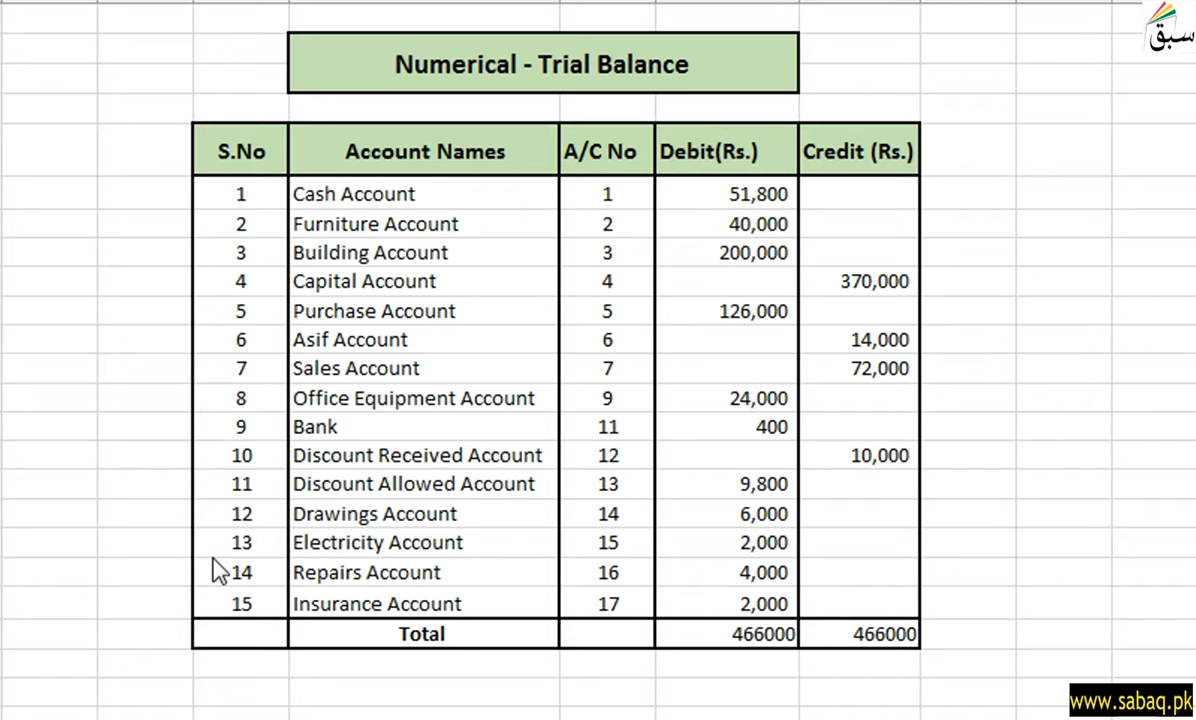 سبق
Numerical - Trial Balance
S.No Account Names A/C No Debit(Rs.) Credit (Rs.)
1 Cash Account 1 51,800
2 Furniture Account 2 40,000
3 Building Account 3 200,000
4 Capital Account 4 370,000
5 Purchase Account 5 126,000
6 Asif Account 6 14,000
7 Sales Account 7 72,000
8 Office Equipment Account 9 24,000
9 Bank 11 400
10 Discount Received Account 12 10,000
11 Discount Allowed Account 13 9,800
12 Drawings Account 14 6,000
13 Electricity Account 15 2,000
14 Repairs Account 16 4,000
15 Insurance Account 17 2,000
Total 466000 466000
www.sabaq.pk